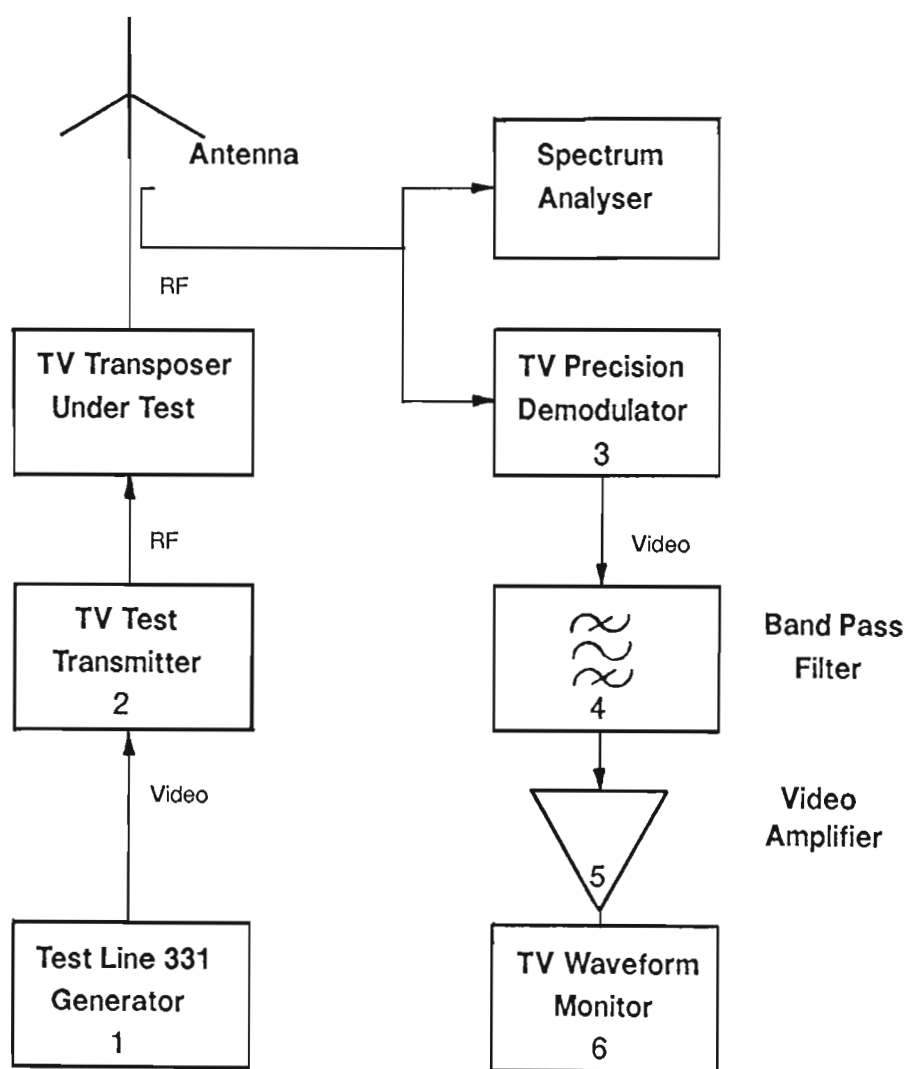 Antenna
Spectrum
Analyser
RF
TV Transposer
Under Test
TV Precision
Demodulator
3
RF
Video
TV Test
Transmitter
2
4
Band Pass
Filter
Video
Video
Amplifier
5
Test Line 331
Generator
1
TV Waveform
Monitor
6